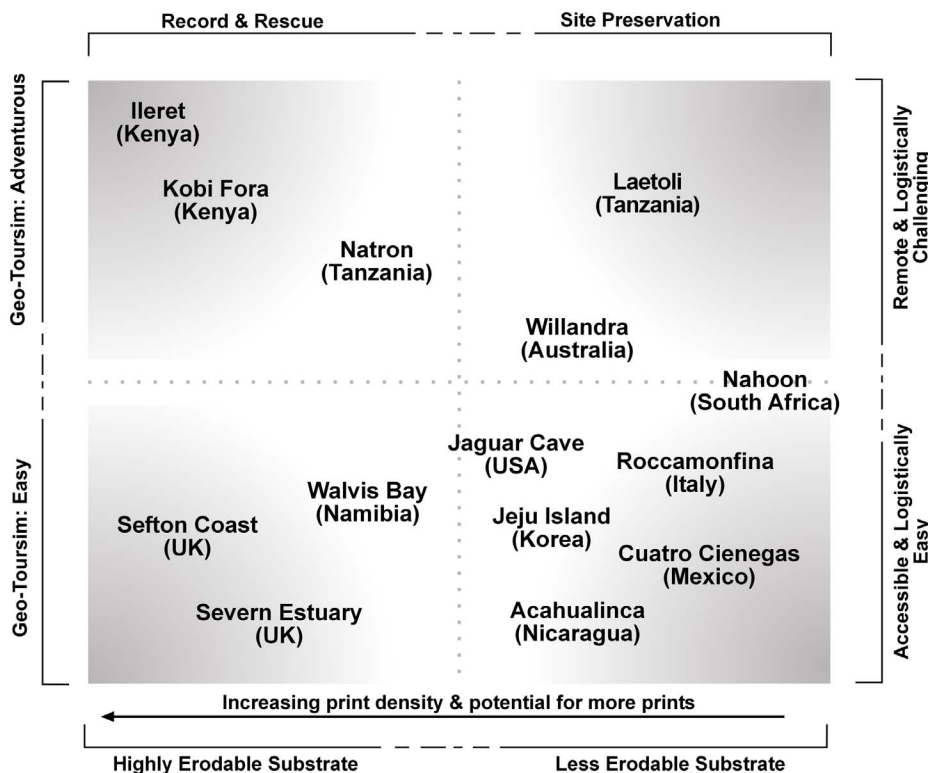 Record & Rescue
Site Preservation
Geo-Toursim: Adventurous
Ileret
(Kenya)
Kobi Fora
(Kenya)
Natron
(Tanzania)
Laetoli
(Tanzania)
Willandra
(Australia)
Remote & Logistically
Challenging
Nahoon
(South Africa)
Geo-Toursim: Easy
Jaguar Cave
(USA)
Roccamonfina
(Italy)
Walvis Bay
(Namibia)
Sefton Coast
(UK)
Jeju Island
(Korea)
Cuatro Cienegas
(Mexico)
Severn Estuary
(UK)
Acahualinca
(Nicaragua)
Accessible & Logistically
Easy
Increasing print density & potential for more prints
Highly Erodable Substrate
Less Erodable Substrate